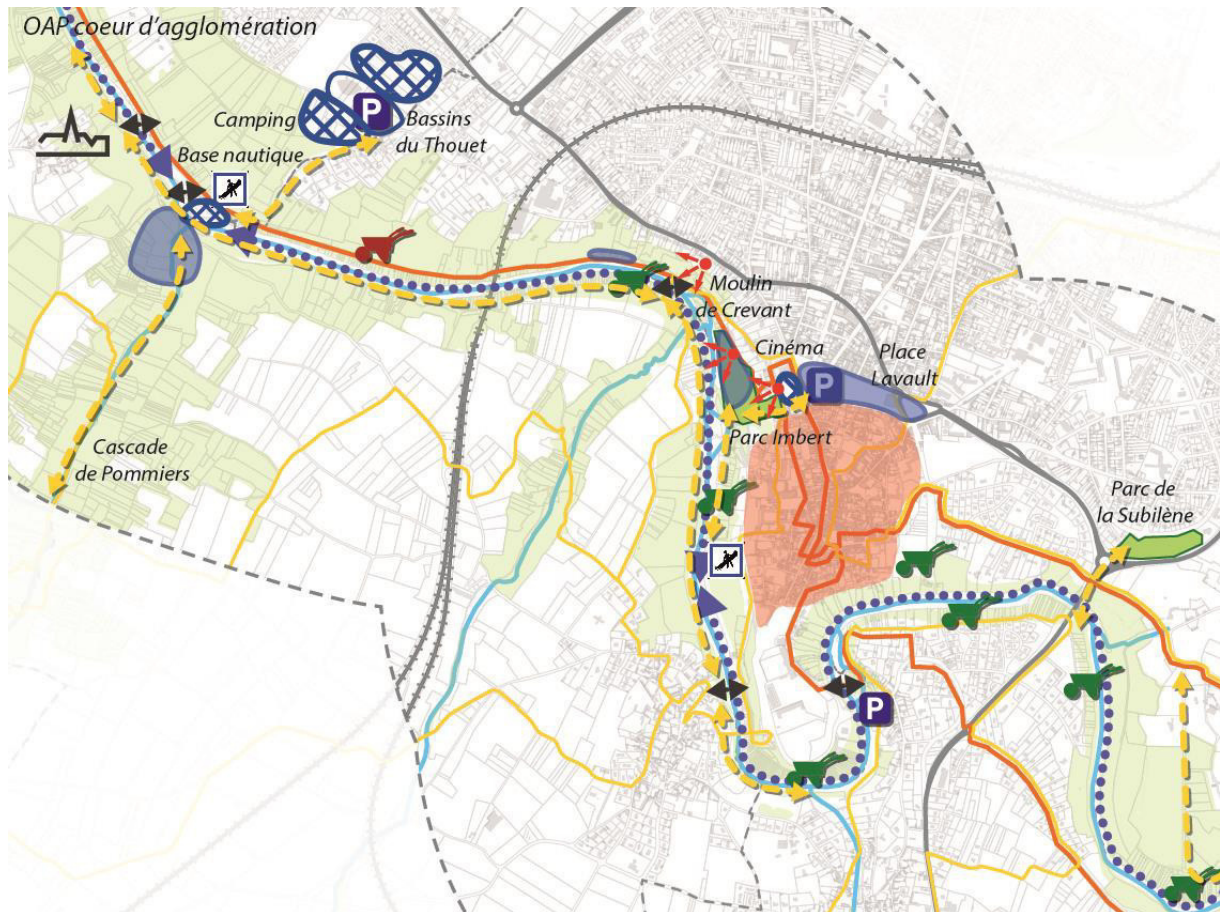 OAP coeur d'agglomération
Camping
P
Bassins
du Thouet
Base nautique
Moulin
de Crevant
Cinéma
Place
Lavault
P
Parc Imbert
Cascade
de Pommiers
Parc de
la Subilène
P